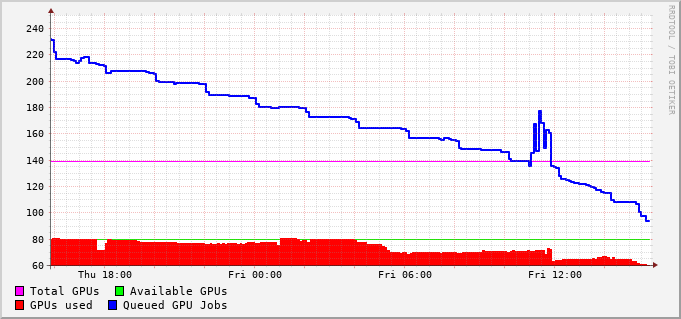 RRDTOOL / TOBI OETIKER
240
220
200
180
160
140
120
100
80
60
Thu 18:00 Fri 00:00 Fri 06:00 Fri 12:00
Total GPUs Available GPUs
GPUs used Queued GPU Jobs